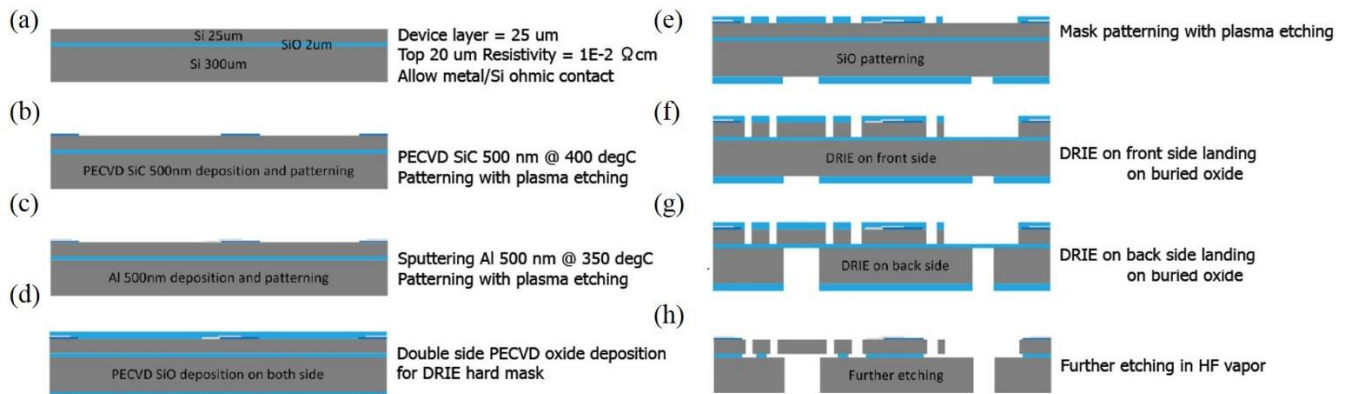 (a)
Si 25um
SiO 2um
Si 300um
Device layer = 25 um
Top 20 um Resistivity = 1E-2 Ωcm
Allow metal/Si ohmic contact
(b)
PECVD SiC 500nm deposition and patterning
PECVD SiC 500 nm @ 400 degC
Patterning with plasma etching
(c)
Al 500nm deposition and patterning
Sputtering Al 500 nm @ 350 degC
Patterning with plasma etching
(d)
PECVD SiO deposition on both side
Double side PECVD oxide deposition
for DRIE hard mask
(e)
SiO patterning
Mask patterning with plasma etching
(f)
DRIE on front side
DRIE on front side landing
on buried oxide
(g)
DRIE on back side
DRIE on back side landing
on buried oxide
(h)
Further etching
Further etching in HF vapor